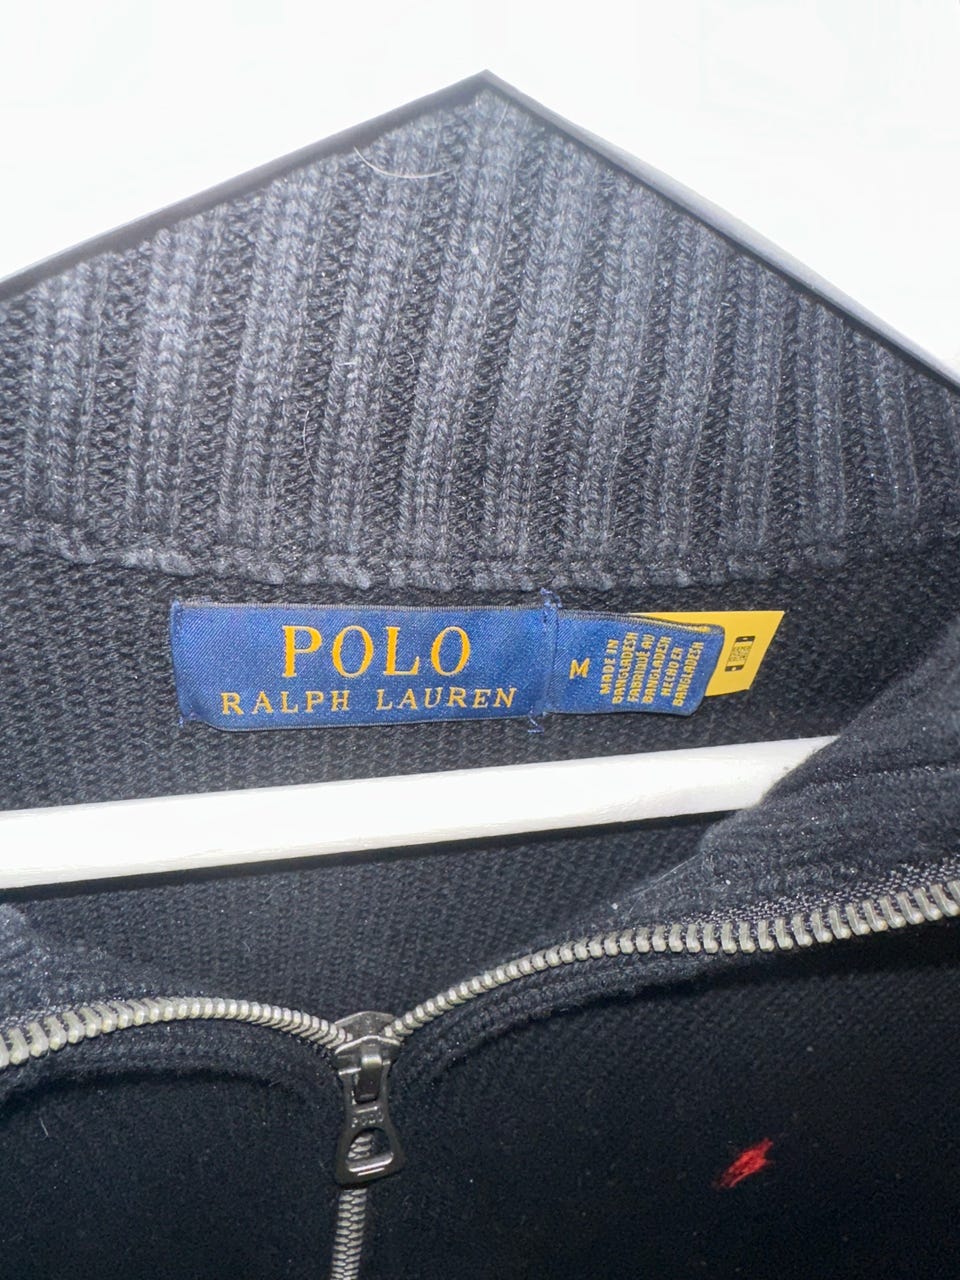 POLO
RALPH LAUREN
M
MADE IN
BANGLADESH
FABRIQUÉ AU
BANGLADESH
HECHO EN
BANGLADESH